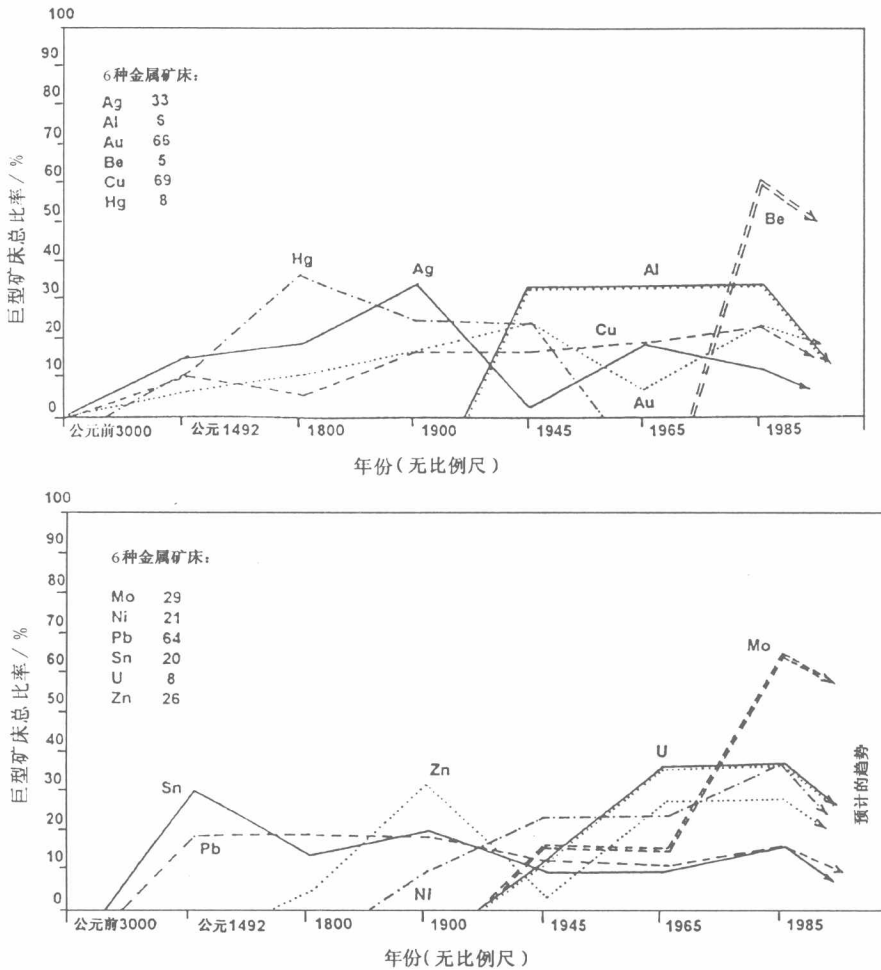 100
90
80
70
60
50
40
30
20
10
0
巨型矿床总比率/%
6种金属矿床:
Ag 33
Al 6
Au 66
Be 5
Cu 69
Hg 8
Hg
Ag
Al
Cu
Au
Be
公元前3000
公元1492
1800
1900
1945
1965
1985
年份(无比例尺)
100
90
80
70
60
50
40
30
20
10
0
巨型矿床总比率/%
6种金属矿床:
Mo 29
Ni 21
Pb 64
Sn 20
U 8
Zn 26
Sn
Pb
Zn
Ni
U
Mo
预计的趋势
公元前3000
公元1492
1800
1900
1945
1965
1985
年份(无比例尺)